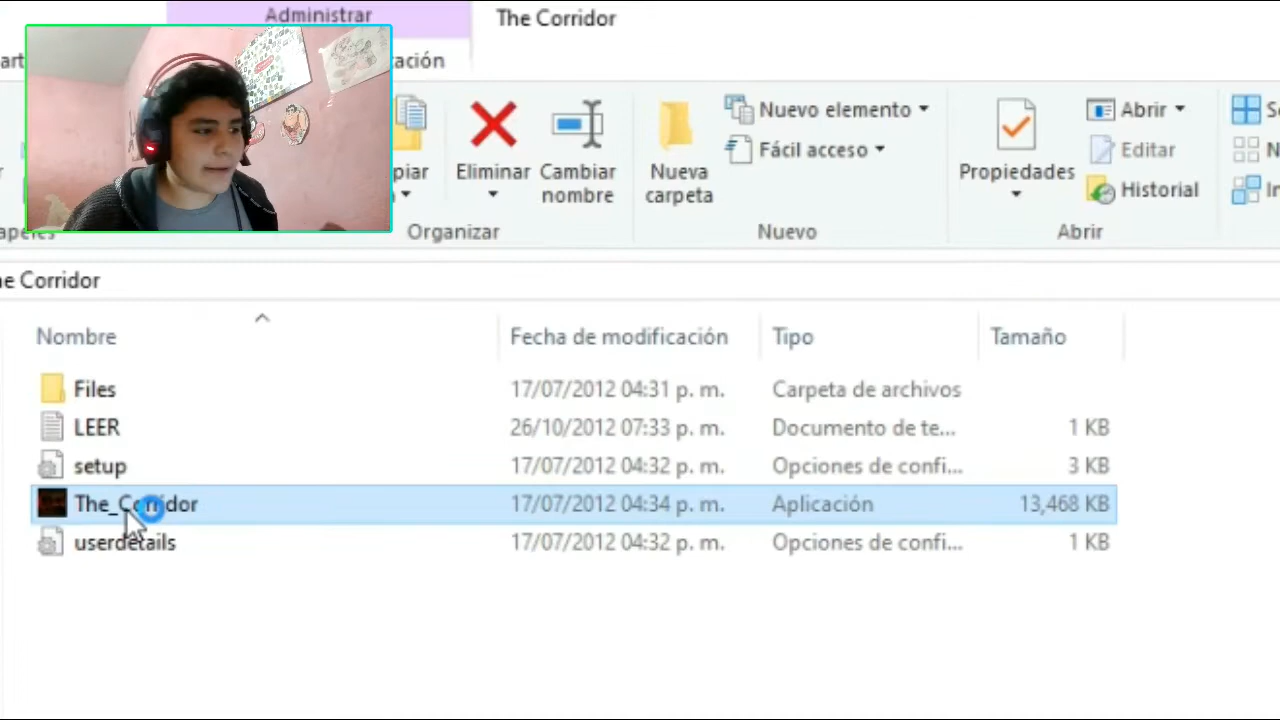 Administrar
The Corridor
art
ación
piar
Eliminar
Cambiar
nombre
Organizar
Nueva
carpeta
Nuevo elemento
Fácil acceso
Nuevo
Propiedades
Abrir
Editar
Historial
Abrir
apeles
he Corridor
Nombre Fecha de modificación Tipo Tamaño
Files 17/07/2012 04:31 p. m. Carpeta de archivos
LEER 26/10/2012 07:33 p. m. Documento de te... 1 KB
setup 17/07/2012 04:32 p. m. Opciones de confi... 3 KB
The_Corridor 17/07/2012 04:34 p. m. Aplicación 13,468 KB
userdetails 17/07/2012 04:32 p. m. Opciones de confi... 1 KB